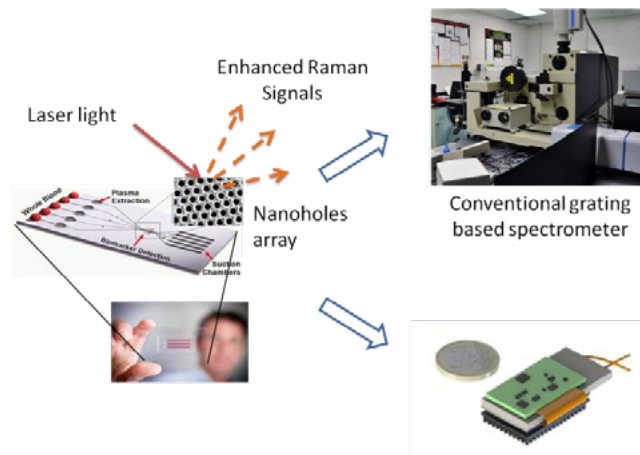 Enhanced Raman
Signals
Laser light
Whole Blood
Plasma
Extraction
Biomarker Detection
Suction
Chambers
Nanoholes
array
Conventional grating
based spectrometer